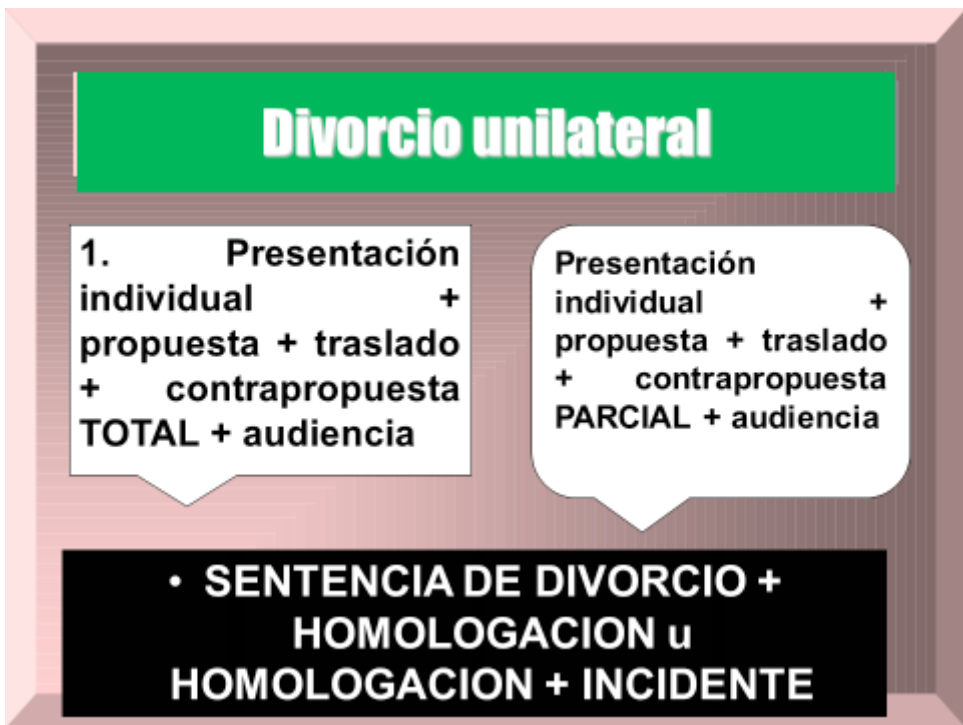 Divorcio unilateral
1. Presentación
individual +
propuesta + traslado
+ contrapropuesta
TOTAL + audiencia
Presentación
individual +
propuesta + traslado
+ contrapropuesta
PARCIAL + audiencia
• SENTENCIA DE DIVORCIO +
HOMOLOGACION u
HOMOLOGACION + INCIDENTE